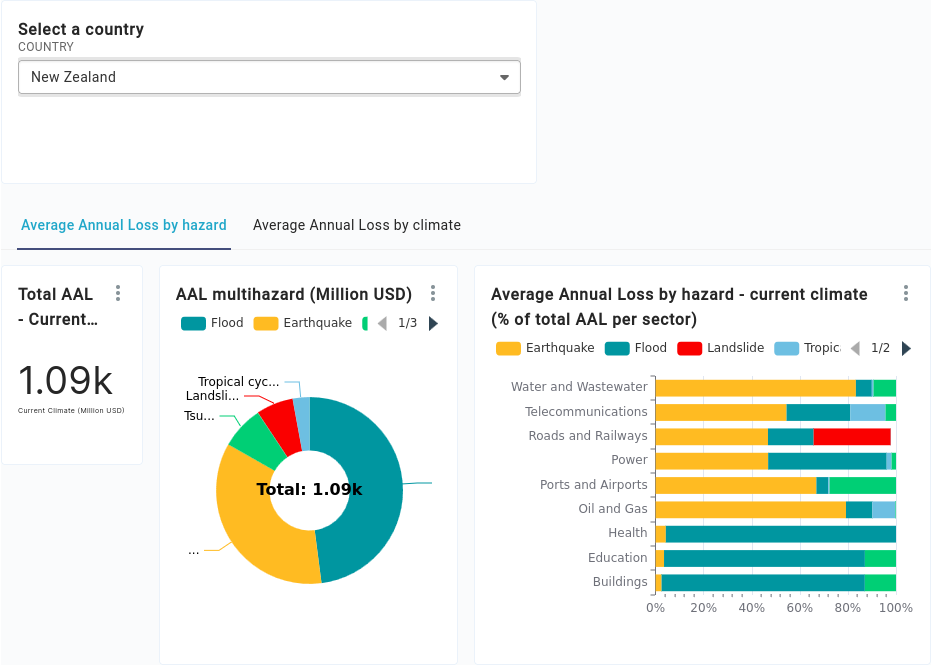 Select a country
COUNTRY
New Zealand
Average Annual Loss by hazard
Average Annual Loss by climate
Total AAL
- Current...
1.09k
Current Climate (Million USD)
AAL multihazard (Million USD)
Flood
Earthquake
1/3
Tropical cyc...
Landsli...
Tsu...
Total: 1.09k
...
Average Annual Loss by hazard - current climate
(% of total AAL per sector)
Earthquake
Flood
Landslide
Tropic
1/2
Water and Wastewater
Telecommunications
Roads and Railways
Power
Ports and Airports
Oil and Gas
Health
Education
Buildings
0% 20% 40% 60% 80% 100%